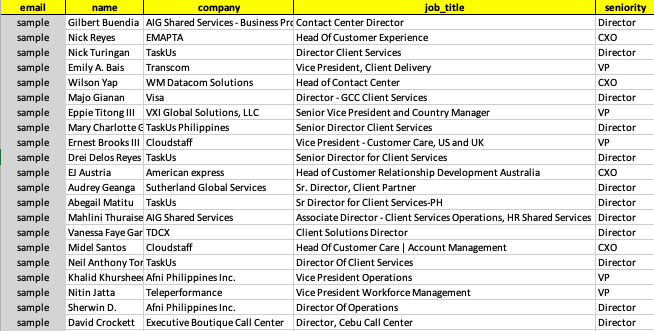 email name company job_title seniority
sample Gilbert Buendia AIG Shared Services - Business Pro Contact Center Director Director
sample Nick Reyes EMAPTA Head Of Customer Experience CXO
sample Nick Turingan TaskUs Director Client Services Director
sample Emily A. Bais Transcom Vice President, Client Delivery VP
sample Wilson Yap WM Datacom Solutions Head of Contact Center CXO
sample Majo Gianan Visa Director - GCC Client Services Director
sample Eppie Titong III VXI Global Solutions, LLC Senior Vice President and Country Manager VP
sample Mary Charlotte G TaskUs Philippines Senior Director Client Services Director
sample Ernest Brooks III Cloudstaff Vice President - Customer Care, US and UK VP
sample Drei Delos Reyes TaskUs Senior Director for Client Services Director
sample EJ Austria American express Head of Customer Relationship Development Australia CXO
sample Audrey Geanga Sutherland Global Services Sr. Director, Client Partner Director
sample Abegail Matitu TaskUs Sr Director for Client Services-PH Director
sample Mahlini Thuraise AIG Shared Services Associate Director - Client Services Operations, HR Shared Services Director
sample Vanessa Faye Gar TDCX Client Solutions Director Director
sample Midel Santos Cloudstaff Head Of Customer Care | Account Management CXO
sample Neil Anthony Tor TaskUs Director Of Client Services Director
sample Khalid Khurshee Afni Philippines Inc. Vice President Operations VP
sample Nitin Jatta Teleperformance Vice President Workforce Management VP
sample Sherwin D. Afni Philippines Inc. Director Of Operations Director
sample David Crockett Executive Boutique Call Center Director, Cebu Call Center Director